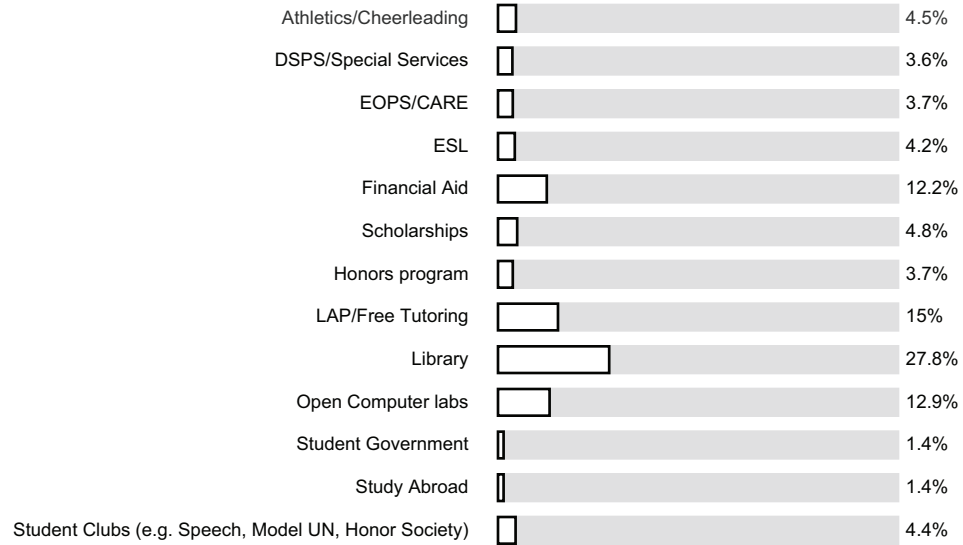 Athletics/Cheerleading 4.5%
DSPS/Special Services 3.6%
EOPS/CARE 3.7%
ESL 4.2%
Financial Aid 12.2%
Scholarships 4.8%
Honors program 3.7%
LAP/Free Tutoring 15%
Library 27.8%
Open Computer labs 12.9%
Student Government 1.4%
Study Abroad 1.4%
Student Clubs (e.g. Speech, Model UN, Honor Society) 4.4%